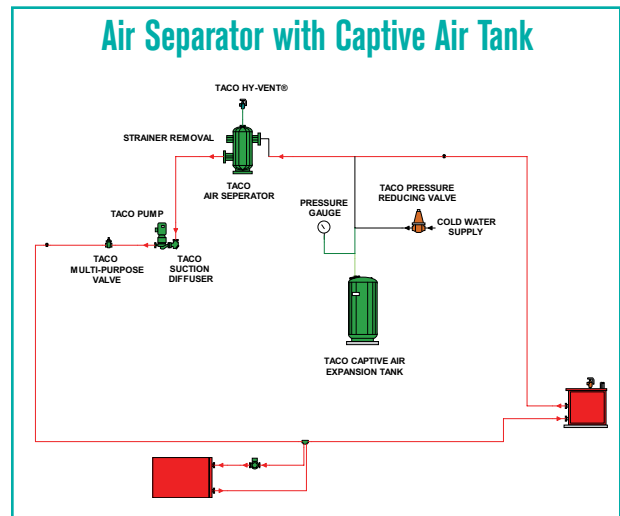 Air Separator with Captive Air Tank
TACO HY-VENT®
STRAINER REMOVAL
TACO
AIR SEPERATOR
TACO PRESSURE
REDUCING VALVE
PRESSURE
GAUGE
COLD WATER
SUPPLY
TACO PUMP
TACO
MULTI-PURPOSE
VALVE
TACO
SUCTION
DIFFUSER
TACO CAPTIVE AIR
EXPANSION TANK